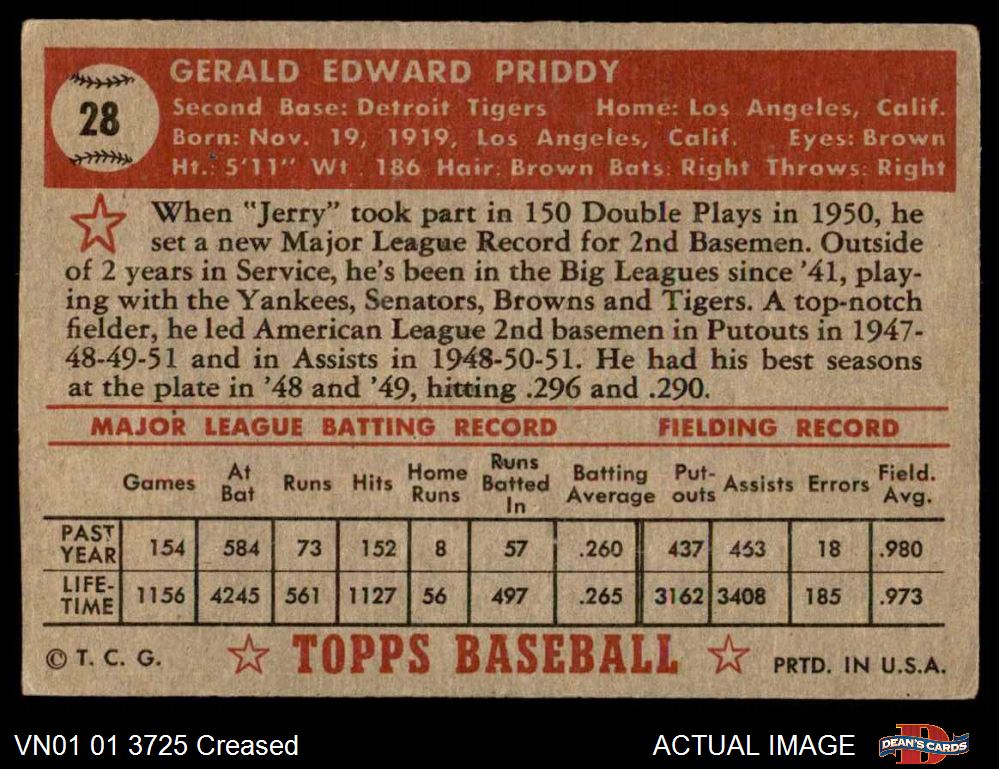 28
GERALD EDWARD PRIDDY
Second Base: Detroit Tigers Home: Los Angeles, Calif.
Born: Nov. 19, 1919, Los Angeles, Calif. Eyes: Brown
Ht.: 5'11" Wt. 186 Hair: Brown Bats: Right Throws: Right
When "Jerry" took part in 150 Double Plays in 1950, he
set a new Major League Record for 2nd Basemen. Outside
of 2 years in Service, he's been in the Big Leagues since '41, play-
ing with the Yankees, Senators, Browns and Tigers. A top-notch
fielder, he led American League 2nd basemen in Putouts in 1947-
48-49-51 and in Assists in 1948-50-51. He had his best seasons
at the plate in '48 and '49, hitting .296 and .290.
MAJOR LEAGUE BATTING RECORD FIELDING RECORD
Games At Bat Runs Hits Home Runs Runs Batted In Batting Average Put-outs Assists Errors Field. Avg.
PAST YEAR 154 584 73 152 8 57 .260 437 463 18 .980
LIFE-TIME 1156 4245 561 1127 56 497 .265 3162 3408 185 .973
© T. C. G. TOPPS BASEBALL PRTD. IN U.S.A.
VN01 01 3725 Creased ACTUAL IMAGE DEAN'S CARDS